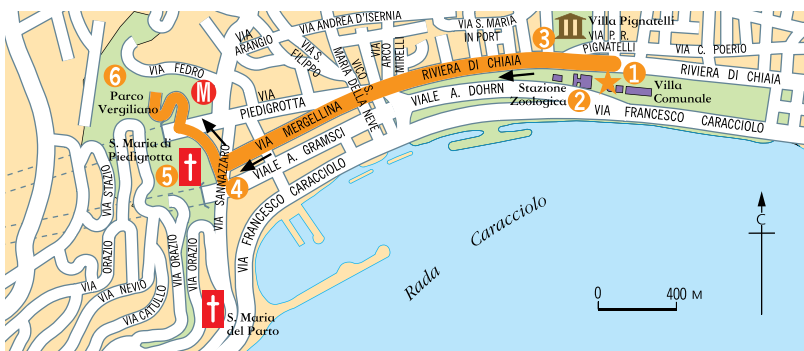 VIA ANDREA D'ISERNIA
VIA S. MARIA
IN PORT
Villa Pignatelli
VIA P. R.
PIGNATELLI
VIA C. POERIO
VIA
ARANGIO
VIA S.
FILIPPO
VICO S.
MARIA DELLA NEVE
VIA
ARCO
MIRELLI
3
RIVIERA DI CHIAIA
1
RIVIERA DI CHIAIA
6
VIA FEDRO
M
Parco
Vergiliano
VIA
PIEDIGROTTA
VIALE A. DOHRN
Stazione
Zoologica
2
Villa
Comunale
VIA FRANCESCO CARACCIOLO
VIA MERGELLINA
S. Maria di
Piedigrotta
5
VIALE A. GRAMSCI
4
VIA SANNAZZARO
VIA FRANCESCO CARACCIOLO
VIA STAZIO
VIA
ORAZIO
VIA ORAZIO
VIA ORAZIO
VIA NEVIO
VIA CATULLO
S. Maria
del Parto
Rada Caracciolo
С
0 400 М